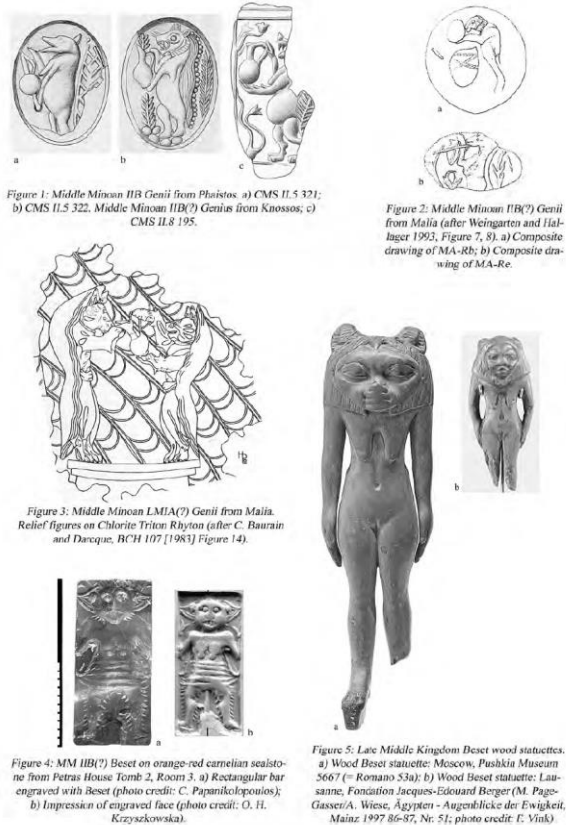 a
b
c
Figure 1: Middle Minoan IIB Genii from Phaistos. a) CMS II.5 321;
b) CMS II.5 322. Middle Minoan IIB(?) Genius from Knossos; c)
CMS II.8 195.
a
b
Figure 2: Middle Minoan IIB(?) Genii
from Malia (after Weingarten and Hal-
lager 1993, Figure 7, 8). a) Composite
drawing of MA-Rb; b) Composite dra-
wing of MA-Re.
Figure 3: Middle Minoan LMIA(?) Genii from Malia.
Relief figures on Chlorite Triton Rhyton (after C. Baurain
and Darcque, BCH 107 [1983] Figure 14).
a
b
Figure 4: MM IIB(?) Beset on orange-red carnelian sealsto-
ne from Petras House Tomb 2, Room 3. a) Rectangular bar
engraved with Beset (photo credit: C. Papanikolopoulos);
b) Impression of engraved face (photo credit: O. H.
Krzyszkowska).
b
a
Figure 5: Late Middle Kingdom Beset wood statuettes.
a) Wood Beset statuette: Moscow, Pushkin Museum
5667 (= Romano 53a); b) Wood Beset statuette: Lau-
sanne, Fondation Jacques-Edouard Berger (M. Page-
Gasser/A. Wiese, Ägypten - Augenblicke der Ewigkeit,
Mainz 1997 86-87, Nr. 51; photo credit: F. Vink)